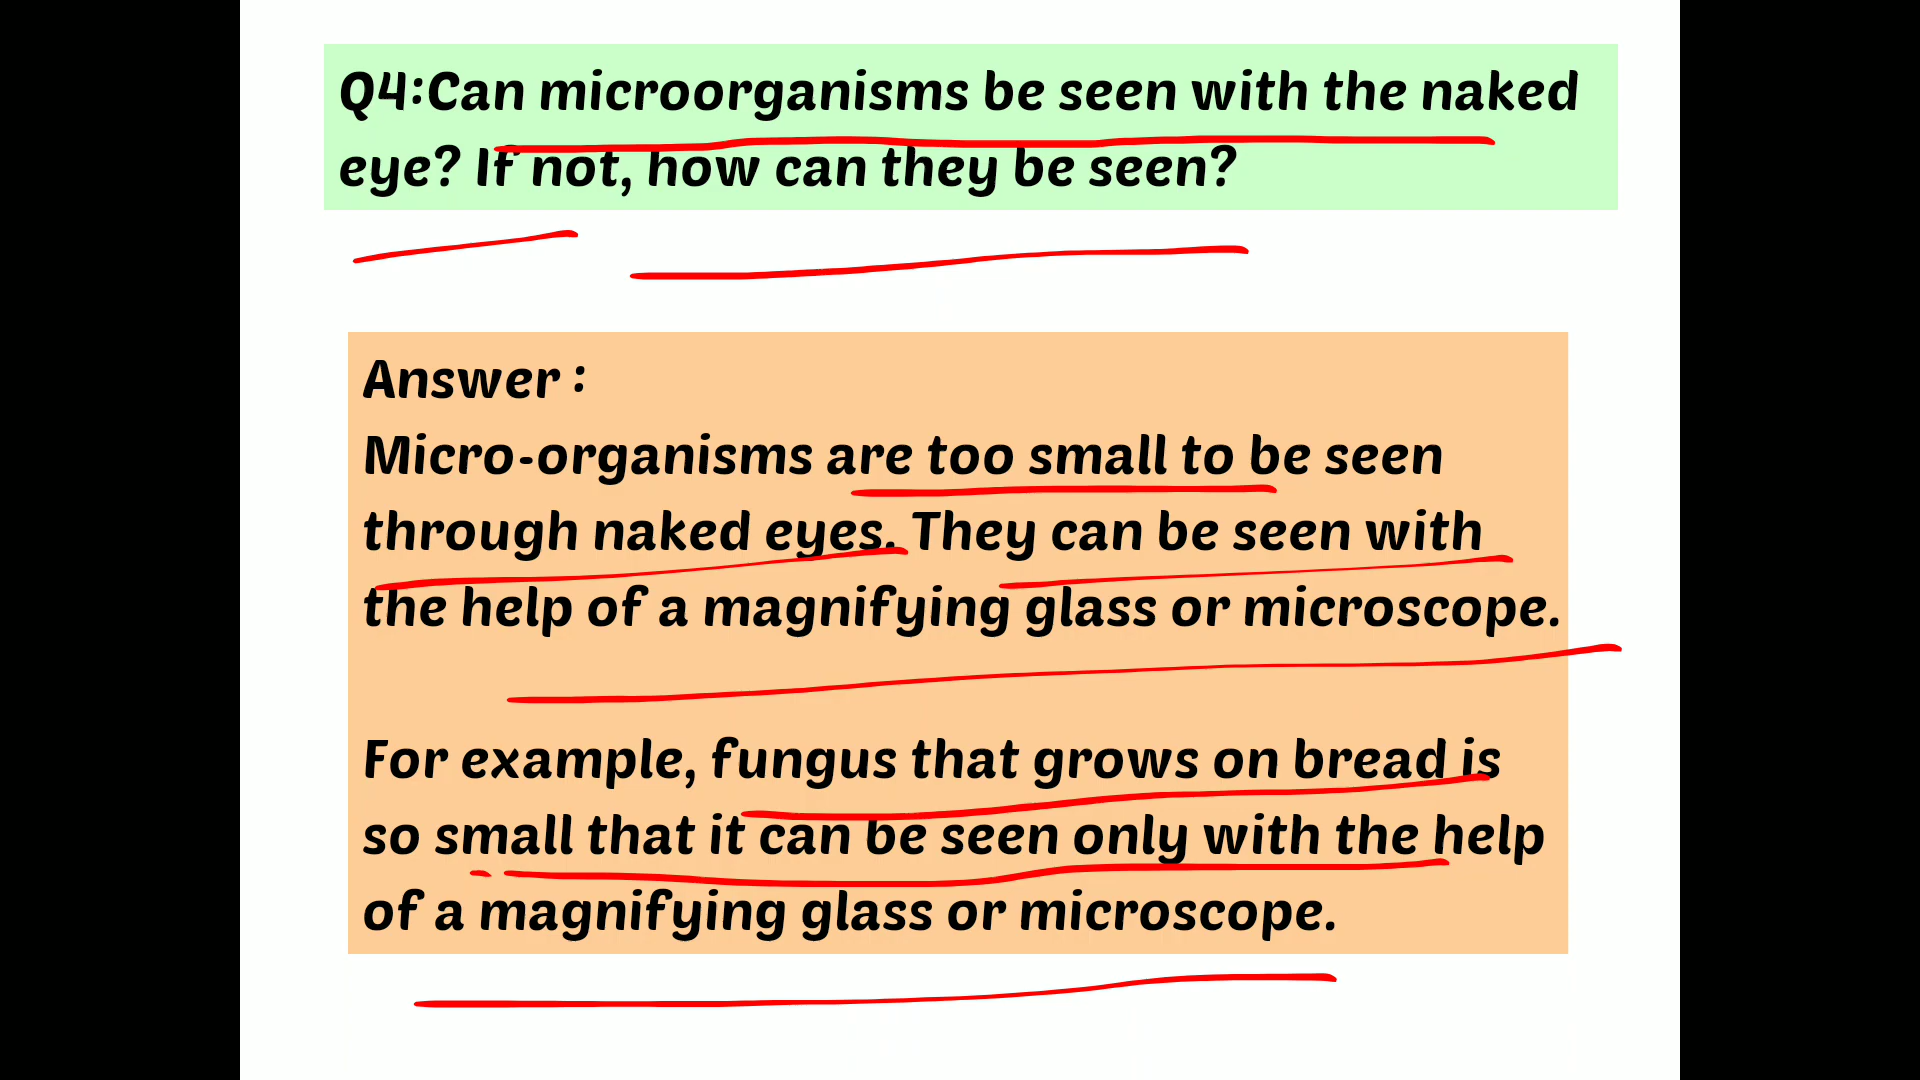 Q4:Can microorganisms be seen with the naked
eye? If not, how can they be seen?
Answer :
Micro-organisms are too small to be seen
through naked eyes. They can be seen with
the help of a magnifying glass or microscope.
For example, fungus that grows on bread is
so small that it can be seen only with the help
of a magnifying glass or microscope.